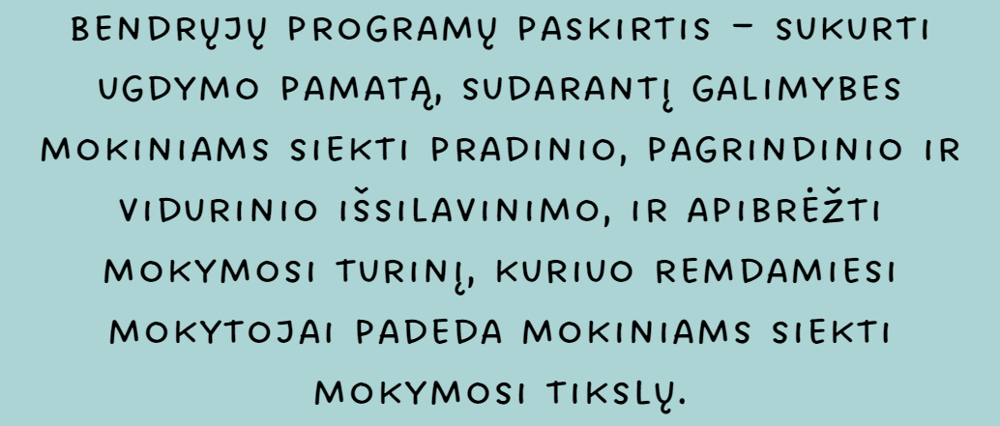 BENDRŲJŲ PROGRAMŲ PASKIRTIS – SUKURTI
UGDYMO PAMATĄ, SUDARANTĮ GALIMYBES
MOKINIAMS SIEKTI PRADINIO, PAGRINDINIO IR
VIDURINIO IŠSILAVINIMO, IR APIBRĖŽTI
MOKYMOSI TURINĮ, KURIUO REMDAMIESI
MOKYTOJAI PADEDA MOKINIAMS SIEKTI
MOKYMOSI TIKSLŲ.